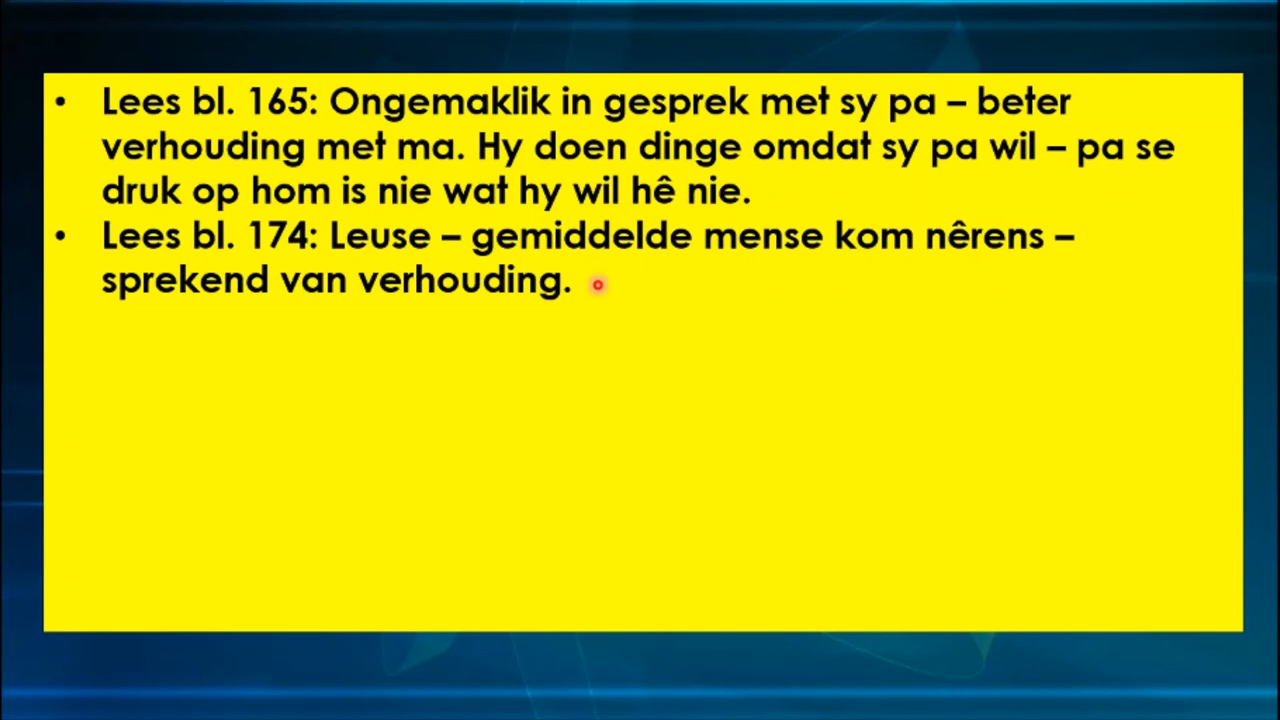 • Lees bl. 165: Ongemaklik in gesprek met sy pa – beter
verhouding met ma. Hy doen dinge omdat sy pa wil – pa se
druk op hom is nie wat hy wil hê nie.
• Lees bl. 174: Leuse – gemiddelde mense kom nêrens –
sprekend van verhouding.